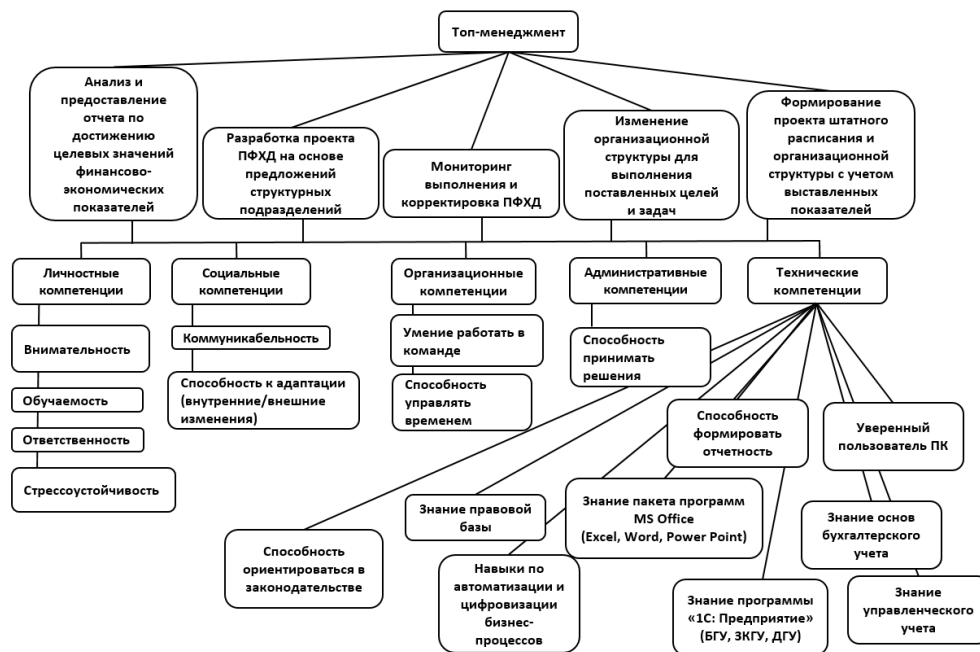 Топ-менеджмент
Анализ и
предоставление
отчета по
достижению
целевых значений
финансово-
экономических
показателей
Разработка проекта
ПФХД на основе
предложений
структурных
подразделений
Мониторинг
выполнения и
корректировка ПФХД
Изменение
организационной
структуры для
выполнения
поставленных целей
и задач
Формирование
проекта штатного
расписания и
организационной
структуры с учетом
выставленных
показателей
Личностные
компетенции
Социальные
компетенции
Организационные
компетенции
Административные
компетенции
Технические
компетенции
Внимательность
Обучаемость
Ответственность
Стрессоустойчивость
Коммуникабельность
Способность к адаптации
(внутренние/внешние
изменения)
Умение работать в
команде
Способность
управлять
временем
Способность
принимать
решения
Способность
ориентироваться в
законодательстве
Знание правовой
базы
Навыки по
автоматизации и
цифровизации
бизнес-
процессов
Знание пакета программ
MS Office
(Excel, Word, Power Point)
Способность
формировать
отчетность
Знание программы
«1С: Предприятие»
(БГУ, ЗКГУ, ДГУ)
Уверенный
пользователь ПК
Знание основ
бухгалтерского
учета
Знание
управленческого
учета